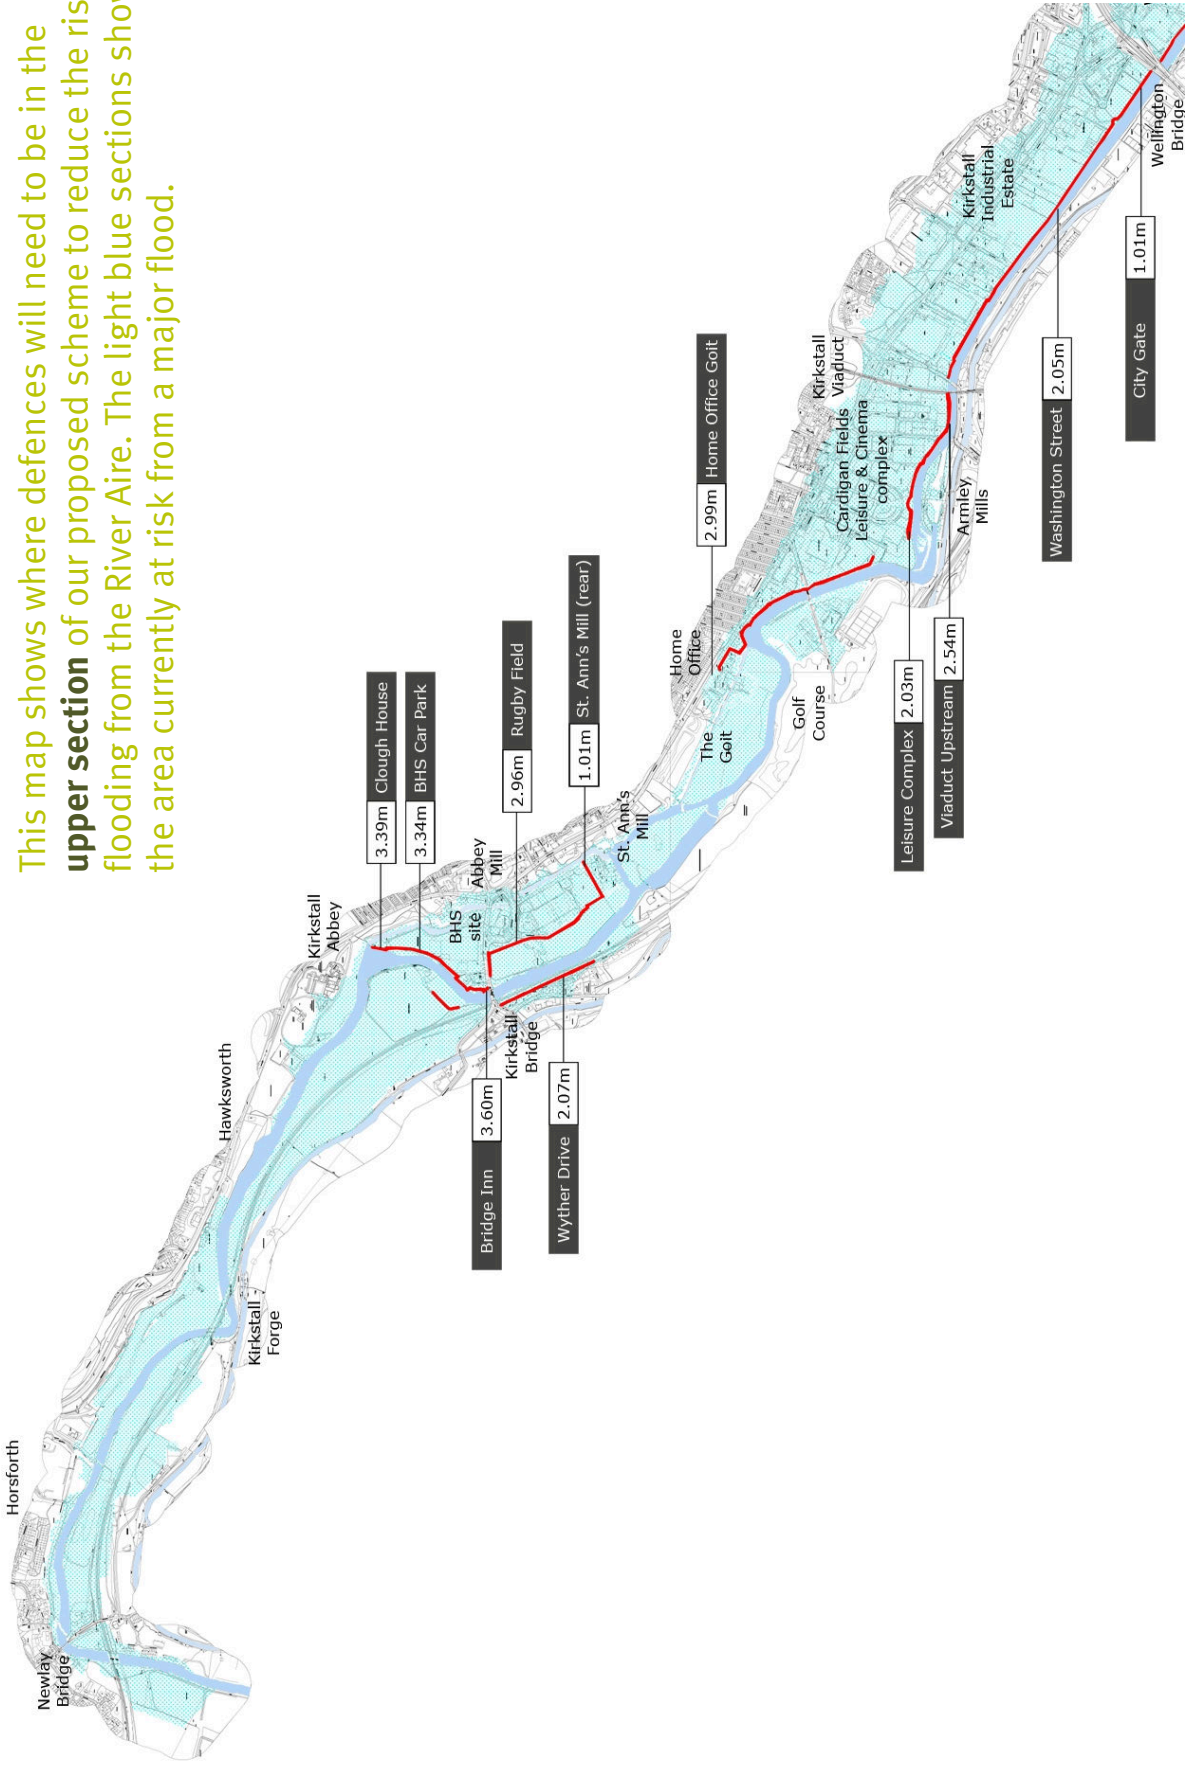 This map shows where defences will need to be in the
upper section of our proposed scheme to reduce the
flooding from the River Aire. The light blue sections
the area currently at risk from a major flood.
Horsforth
Newlay
Bridge
Kirkstall
Forge
Hawksworth
Kirkstall
Abbey
3.39m Clough House
3.34m BHS Car Park
BHS
site
Abbey
Mill
2.96m Rugby Field
1.01m St. Ann's Mill (rear)
Bridge Inn 3.60m
Kirkstall
Bridge
Wyther Drive 2.07m
St. Ann's
Mill
The
Goit
Home
Office
2.99m Home Office Goit
Golf
Course
Kirkstall
Viaduct
Cardigan Fields
Leisure & Cinema
complex
Leisure Complex 2.03m
Viaduct Upstream 2.54m
Armley
Mills
Kirkstall
Industrial
Estate
Washington Street 2.05m
City Gate 1.01m
Wellington
Bridge